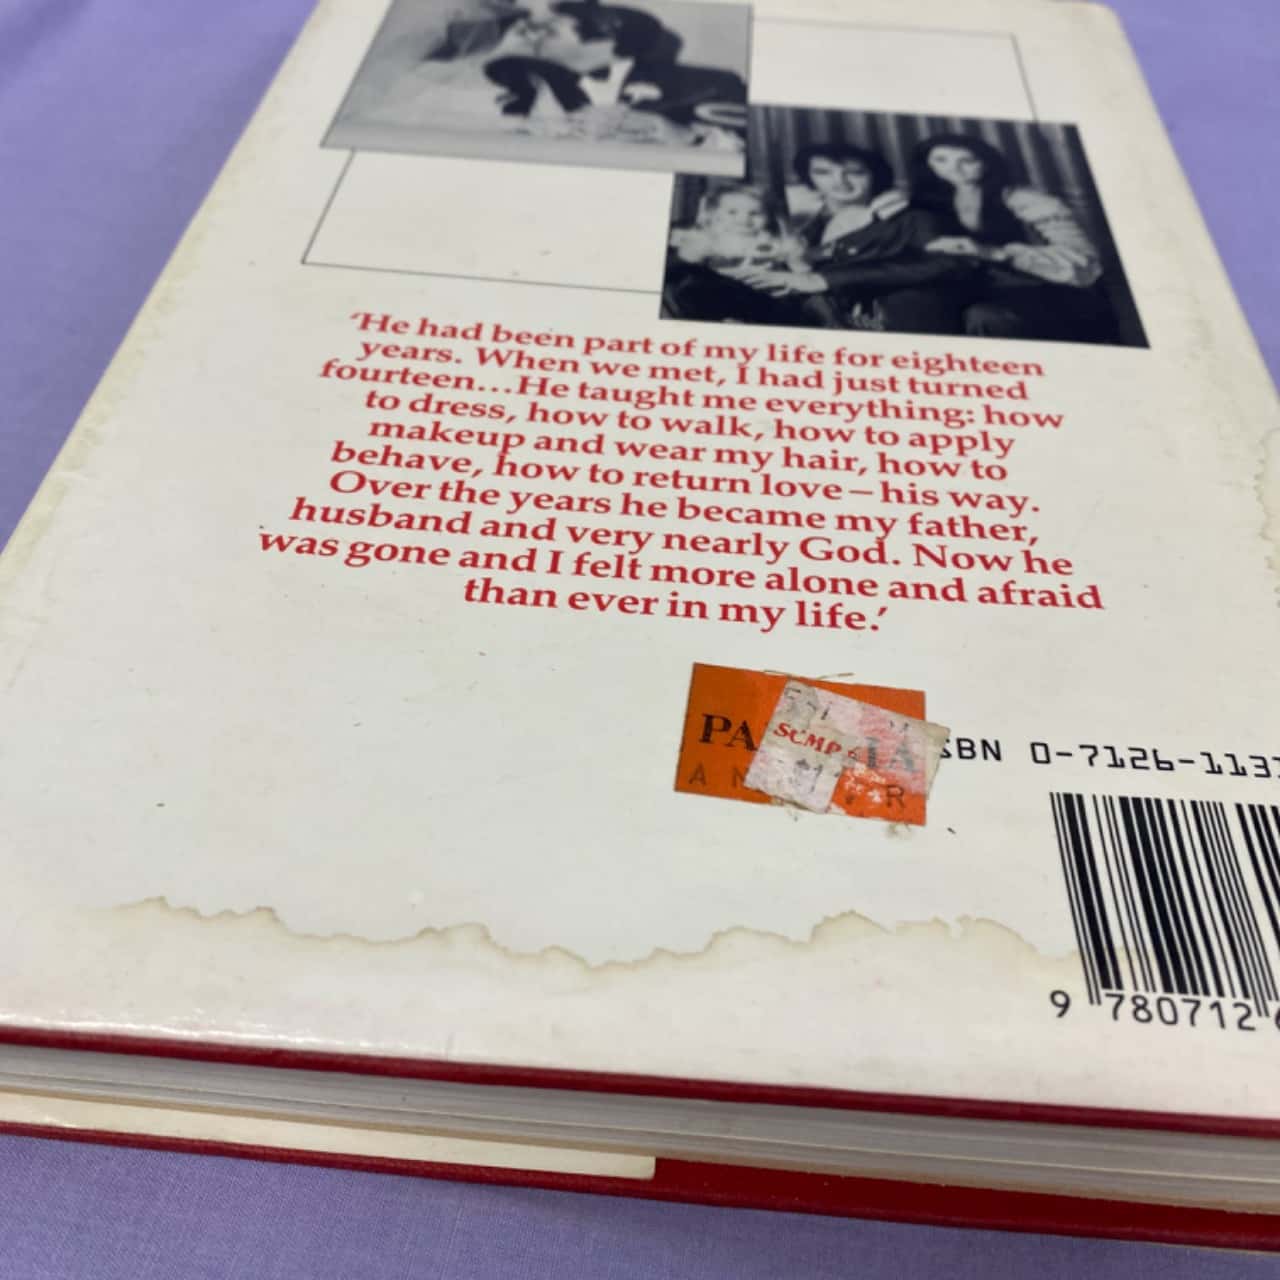 ‘He had been part of my life for eighteen
years. When we met, I had just turned
fourteen...He taught me everything: how
to dress, how to walk, how to apply
makeup and wear my hair, how to
behave, how to return love – his way.
Over the years he became my father,
husband and very nearly God. Now he
was gone and I felt more alone and afraid
than ever in my life.’
ISBN 0-7126-1131
9 780712